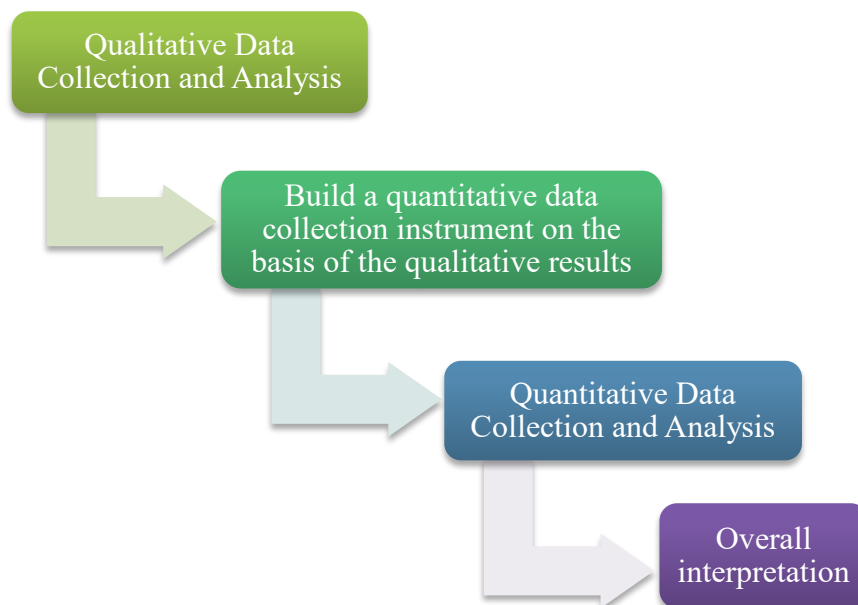 Qualitative Data
Collection and Analysis
Build a quantitative data
collection instrument on the
basis of the qualitative results
Quantitative Data
Collection and Analysis
Overall
interpretation